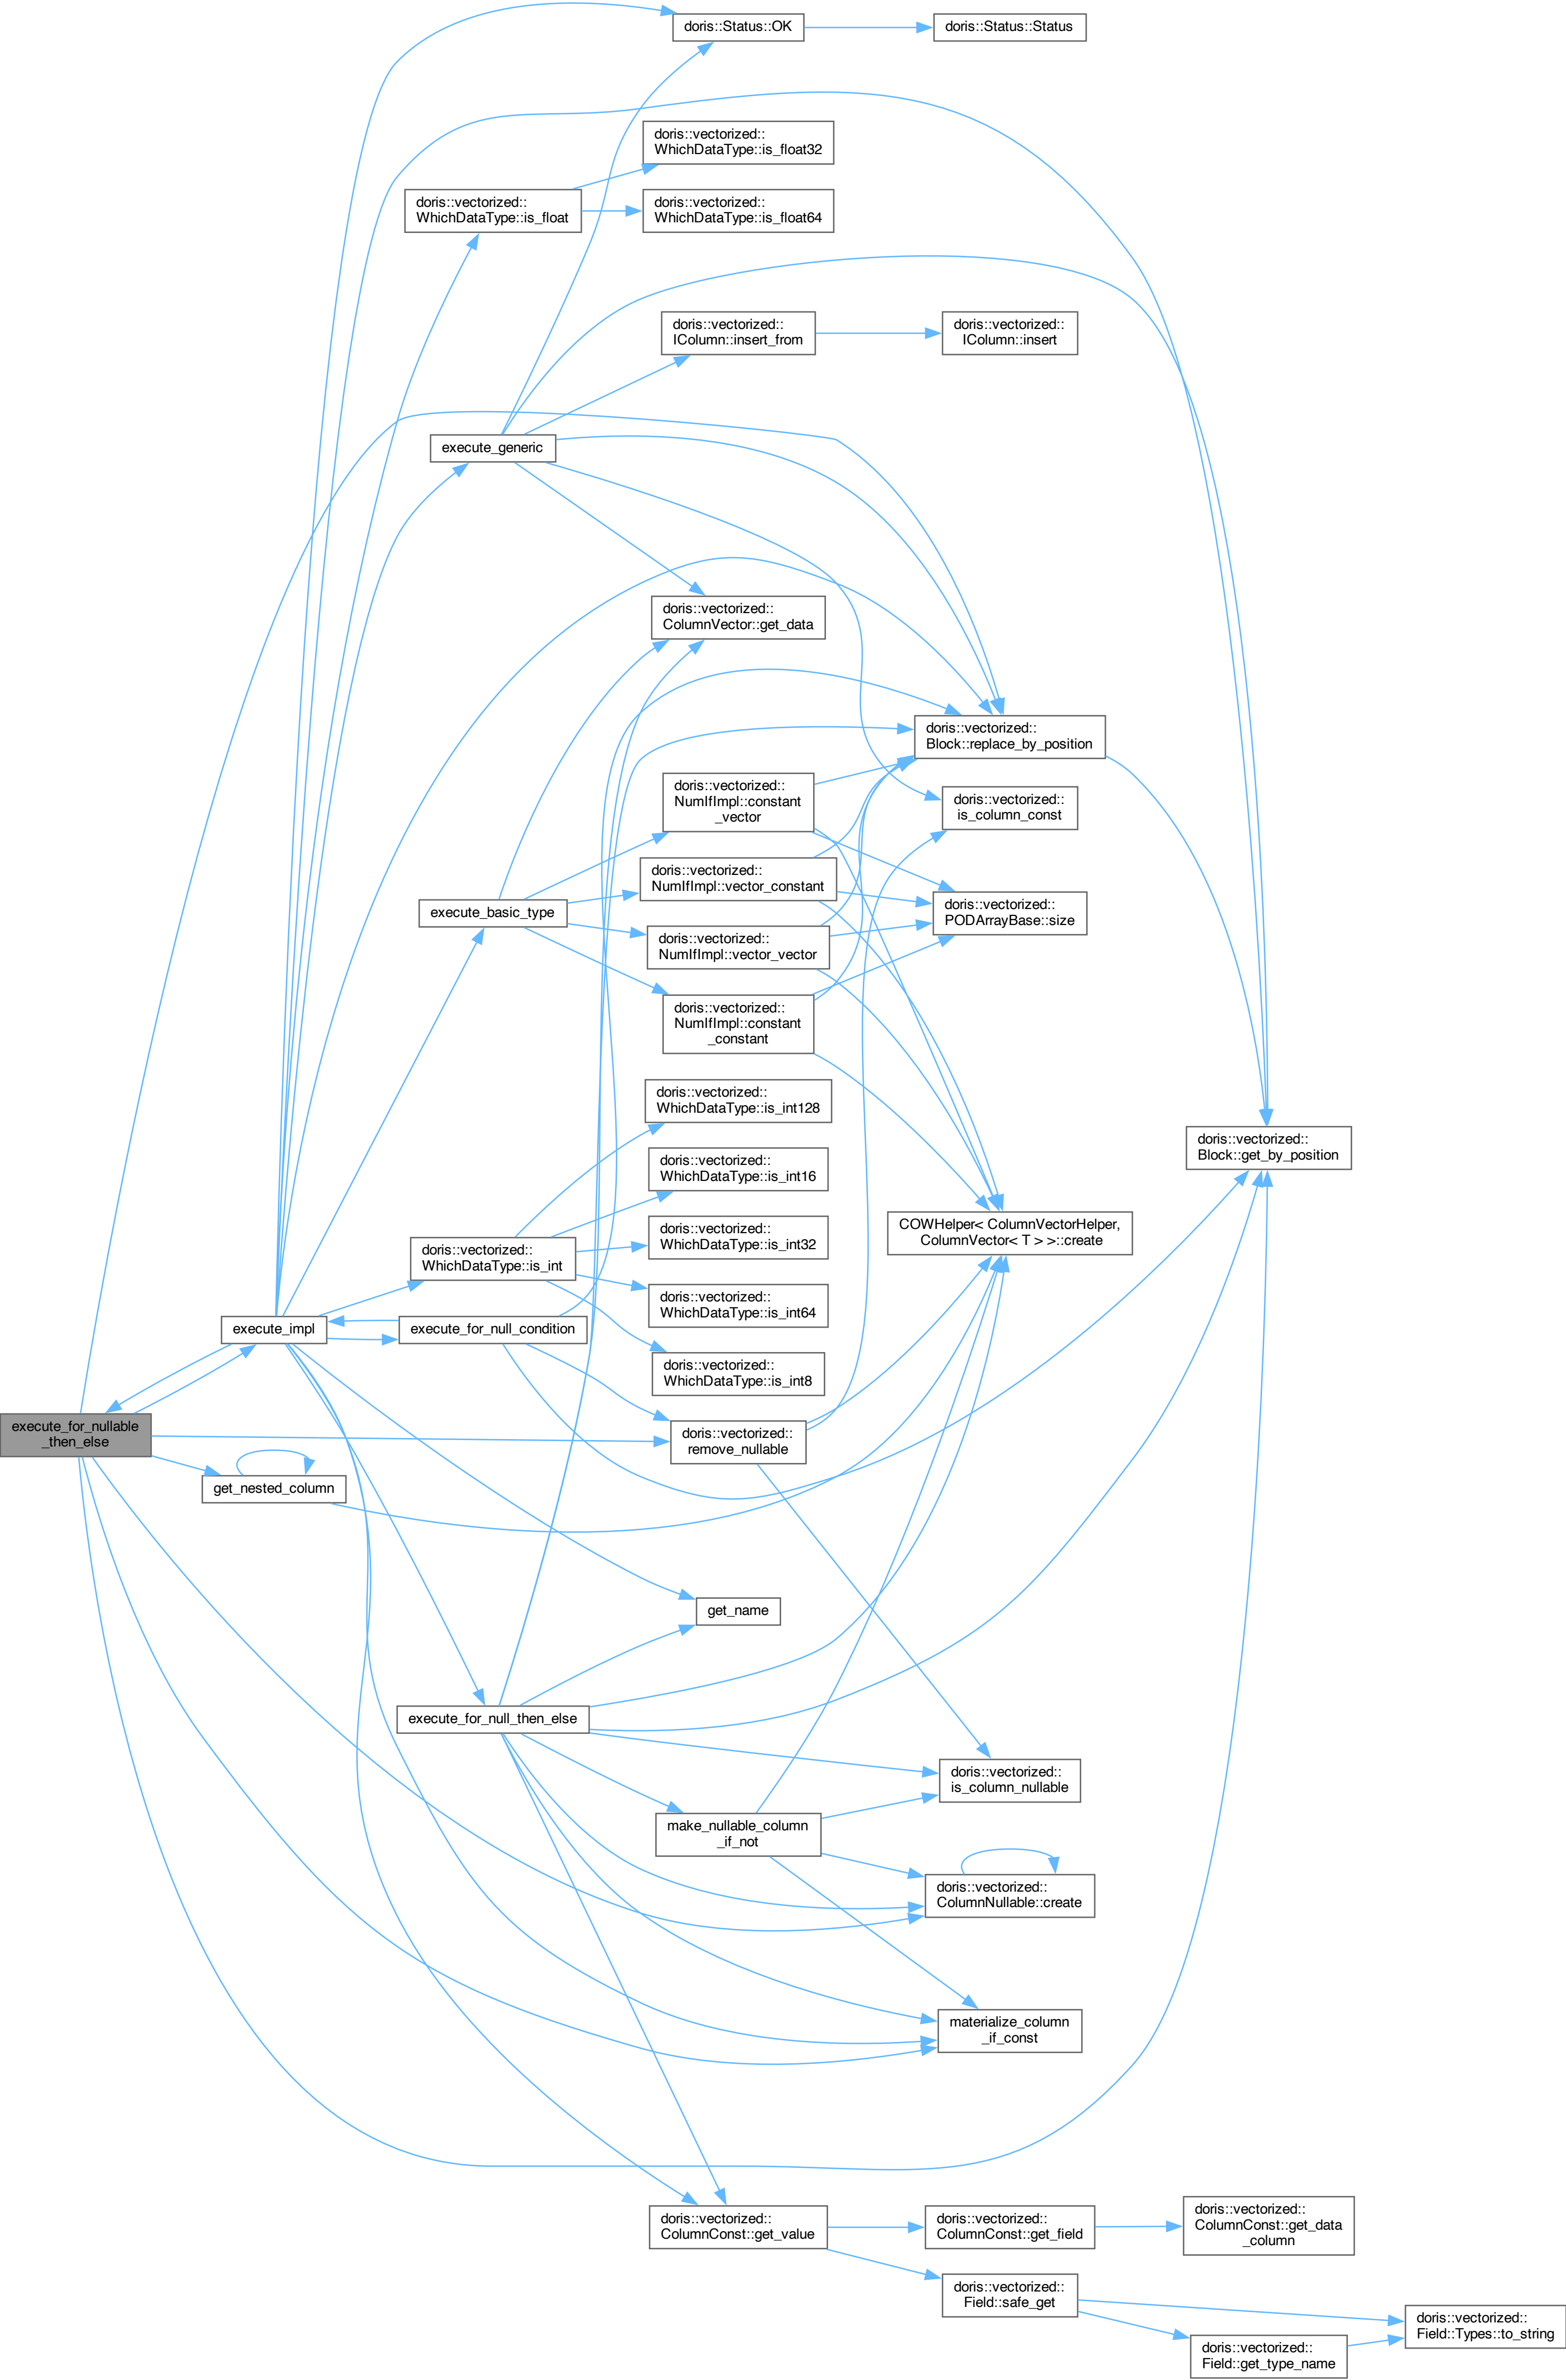 doris::Status::OK
doris::Status::Status
doris::vectorized::
WhichDataType::is_float32
doris::vectorized::
WhichDataType::is_float
doris::vectorized::
WhichDataType::is_float64
doris::vectorized::
IColumn::insert_from
doris::vectorized::
IColumn::insert
execute_generic
doris::vectorized::
ColumnVector::get_data
doris::vectorized::
Block::replace_by_position
doris::vectorized::
NumIfImpl::constant
_vector
doris::vectorized::
is_column_const
doris::vectorized::
NumIfImpl::vector_constant
execute_basic_type
doris::vectorized::
PODArrayBase::size
doris::vectorized::
NumIfImpl::vector_vector
doris::vectorized::
NumIfImpl::constant
_constant
doris::vectorized::
WhichDataType::is_int128
doris::vectorized::
Block::get_by_position
doris::vectorized::
WhichDataType::is_int16
COWHelper< ColumnVectorHelper,
ColumnVector< T > >::create
doris::vectorized::
WhichDataType::is_int32
doris::vectorized::
WhichDataType::is_int
doris::vectorized::
WhichDataType::is_int64
execute_impl
execute_for_null_condition
doris::vectorized::
WhichDataType::is_int8
execute_for_nullable
_then_else
doris::vectorized::
remove_nullable
get_nested_column
get_name
execute_for_null_then_else
doris::vectorized::
is_column_nullable
make_nullable_column
_if_not
doris::vectorized::
ColumnNullable::create
materialize_column
_if_const
doris::vectorized::
ColumnConst::get_value
doris::vectorized::
ColumnConst::get_field
doris::vectorized::
ColumnConst::get_data
_column
doris::vectorized::
Field::safe_get
doris::vectorized::
Field::Types::to_string
doris::vectorized::
Field::get_type_name